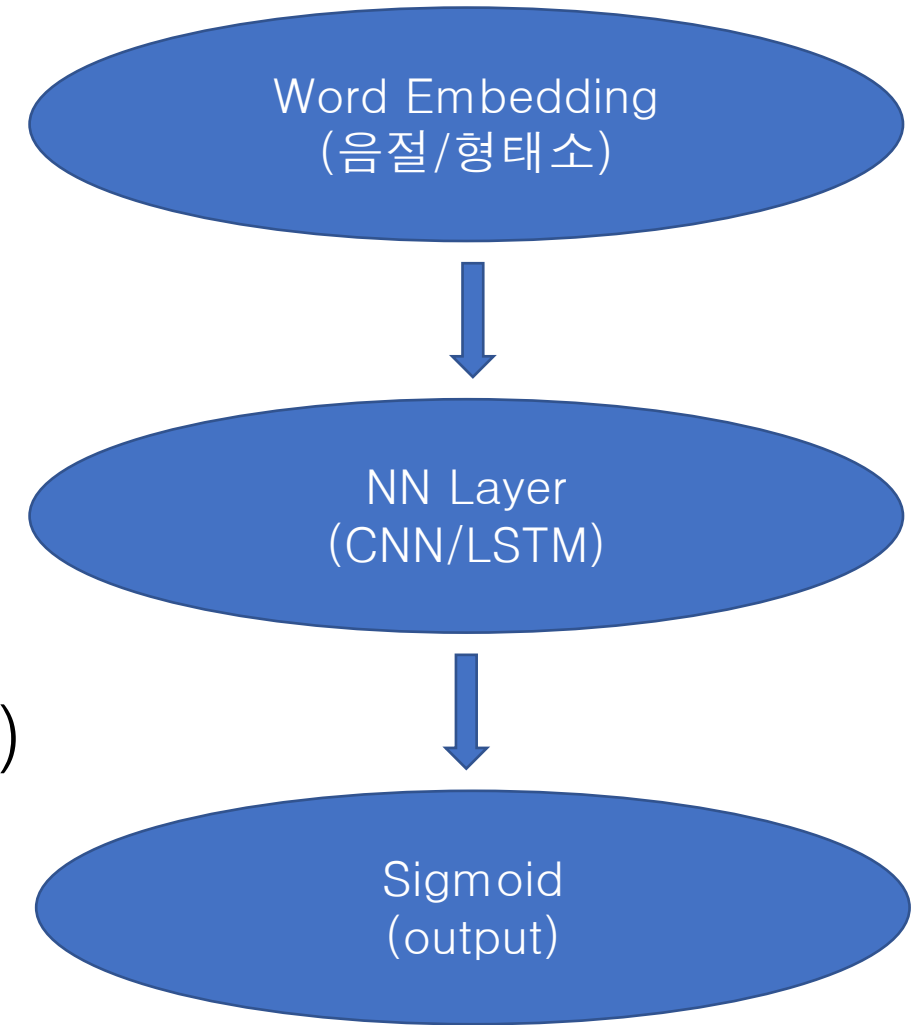 Word Embedding
(음절/형태소)
NN Layer
(CNN/LSTM)
)
Sigmoid
(output)